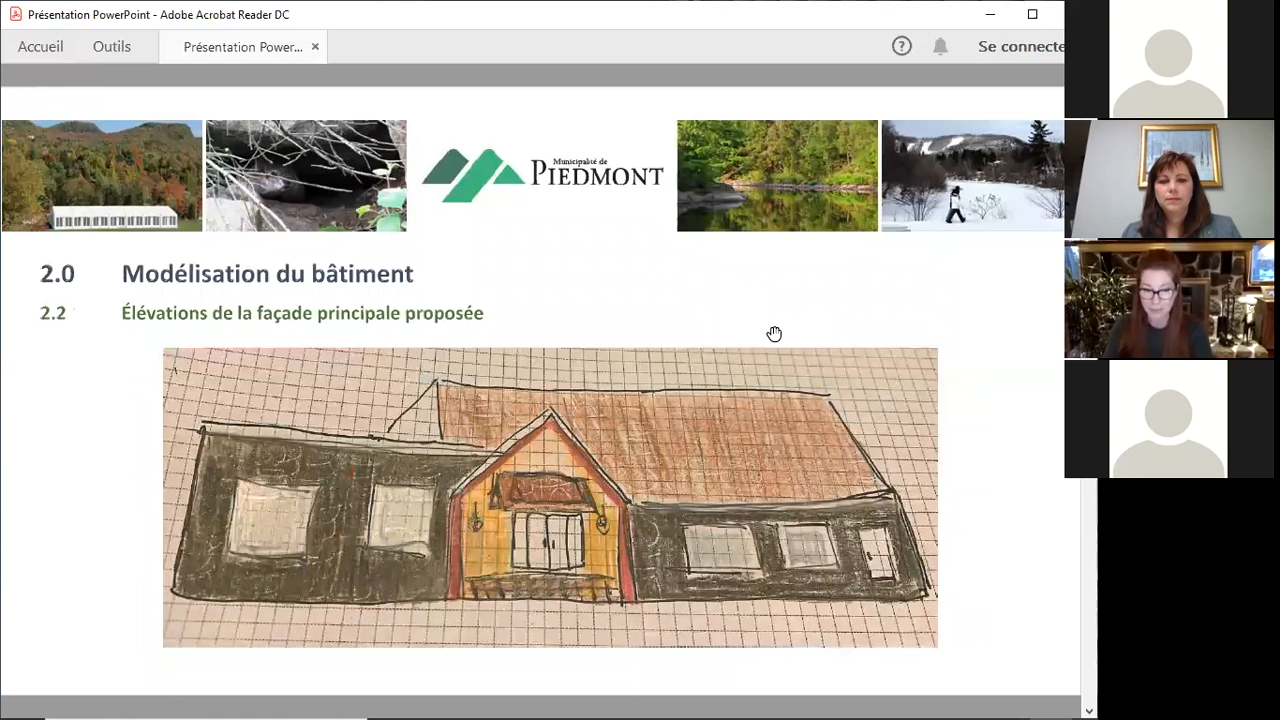 Présentation PowerPoint - Adobe Acrobat Reader DC
Accueil
Outils
Présentation Power...
Se connecte
Municipalité de
PIEDMONT
2.0 Modélisation du bâtiment
2.2 Élévations de la façade principale proposée